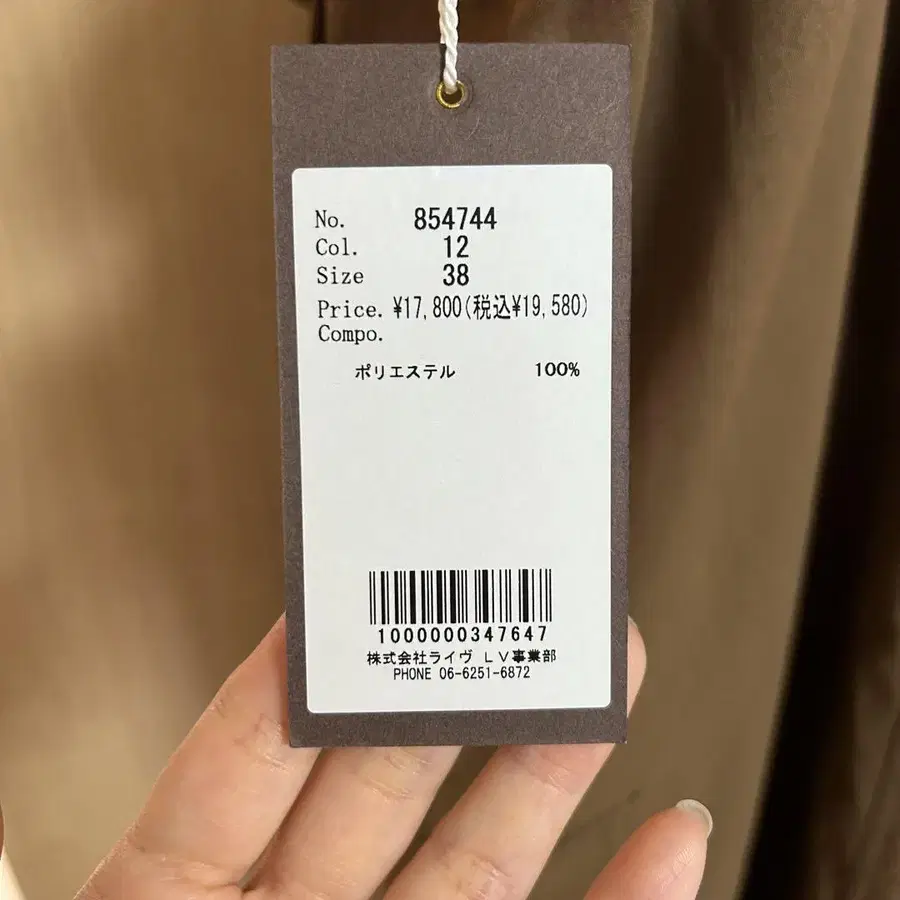 No. 854744
Col. 12
Size 38
Price. ¥17,800(税込¥19,580)
Compo.
ポリエステル 100%
1000000347647
株式会社ライヴ LV事業部
PHONE 06-6251-6872